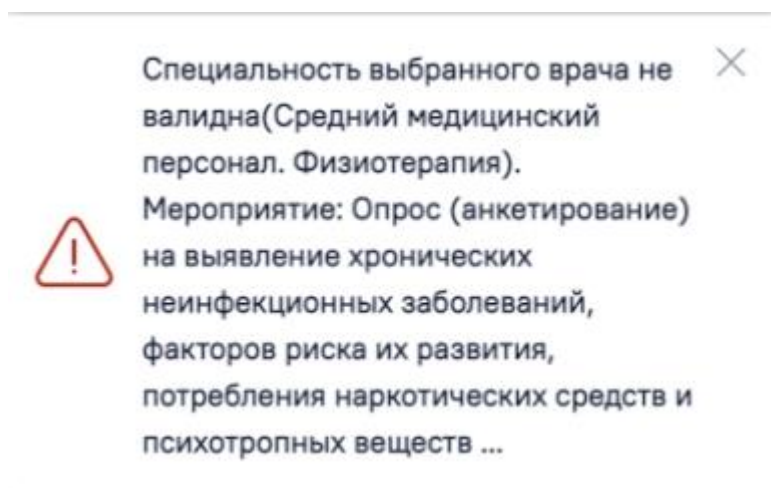 Специальность выбранного врача не
валидна(Средний медицинский
персонал. Физиотерапия).
Мероприятие: Опрос (анкетирование)
на выявление хронических
неинфекционных заболеваний,
факторов риска их развития,
потребления наркотических средств и
психотропных веществ ...